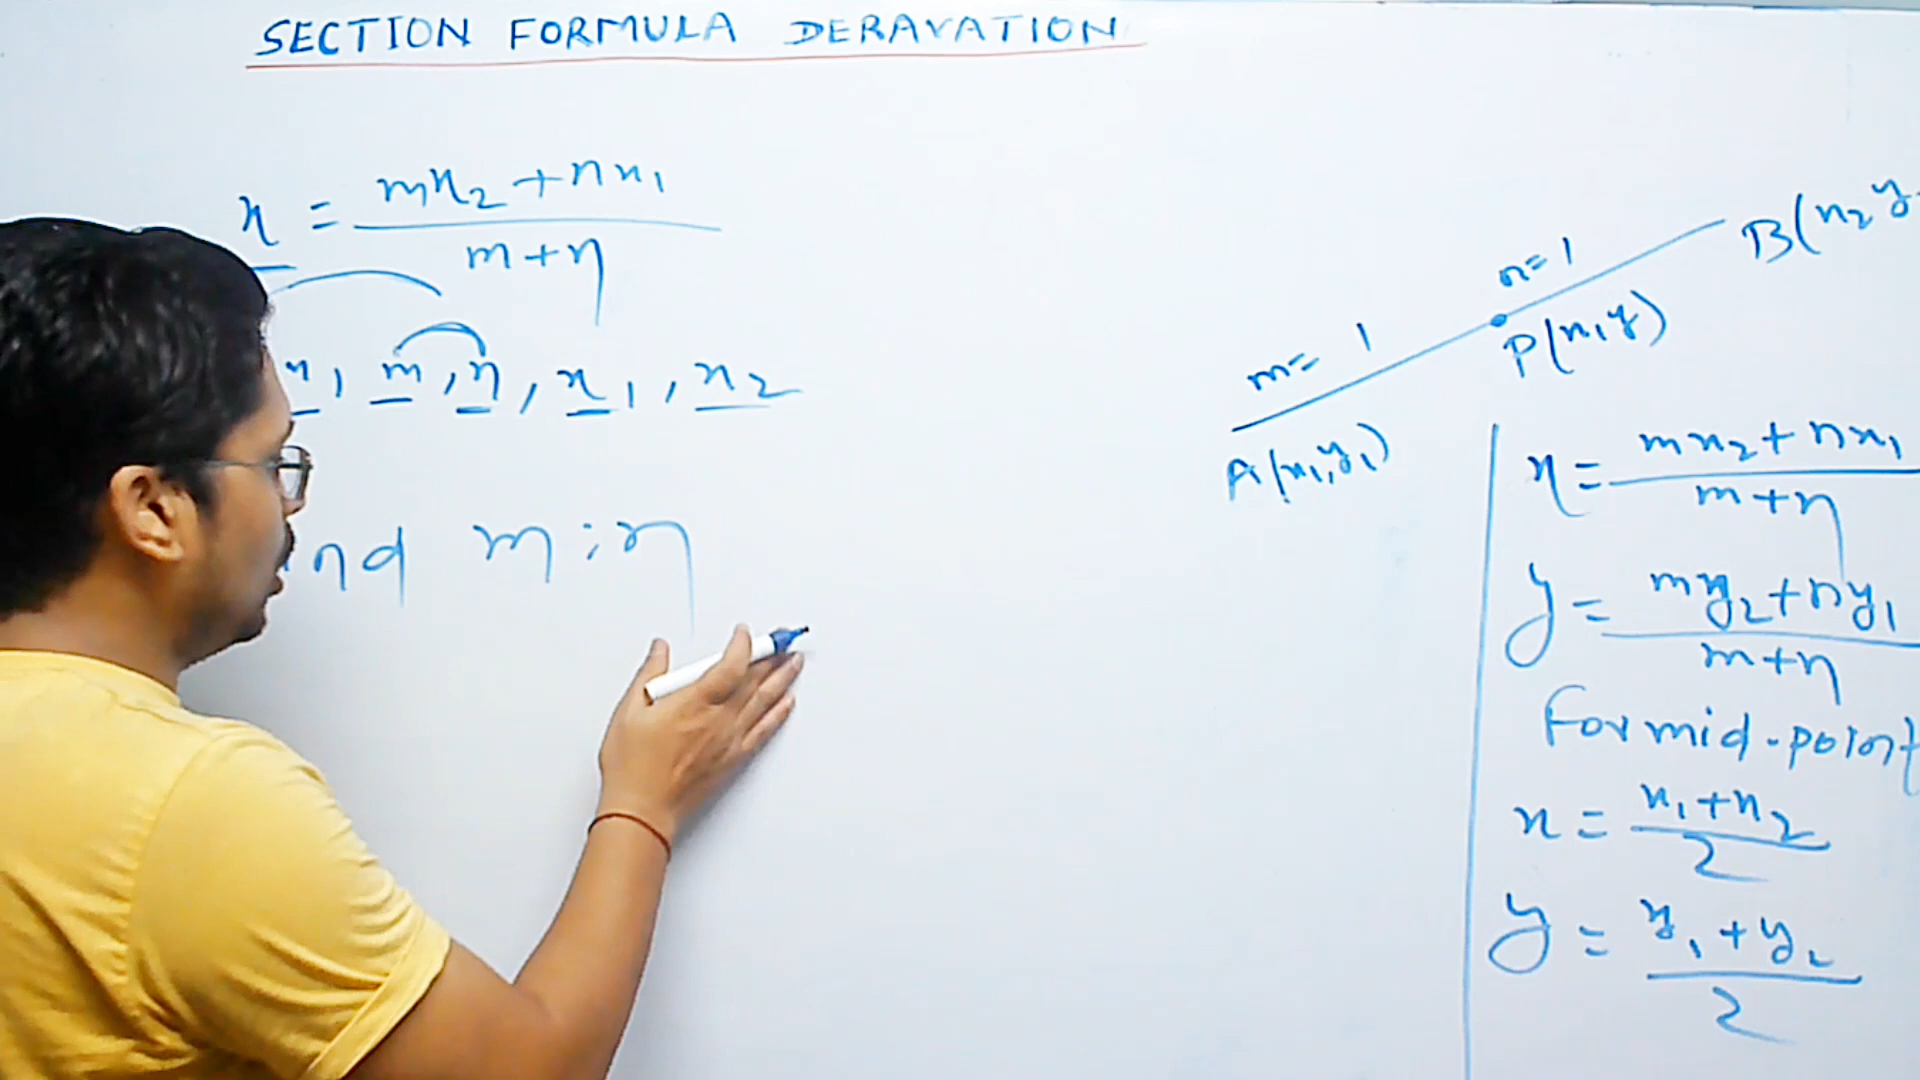 SECTION FORMULA DERAVATION
x = mx2 + nx1
m+n
x, m, n, x1, x2
m:n
B(x2 y
n=1
P(x, y)
m= 1
A(x1, y1)
x = mx2 + nx1
m+n
y = my2 + ny1
m+n
For mid-point
x = x1 + x2
2
y = y1 + y2
2